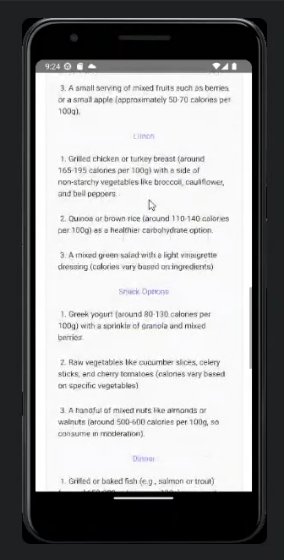 9:24
3. A small serving of mixed fruits such as berries
or a small apple (approximately 50-70 calories per
100g).
Lunch
1. Grilled chicken or turkey breast (around
165-195 calories per 100g) with a side of
non-starchy vegetables like broccoli, cauliflower,
and bell peppers.
2. Quinoa or brown rice (around 110-140 calories
per 100g) as a healthier carbohydrate option.
3. A mixed green salad with a light vinaigrette
dressing (calories vary based on ingredients)
Snack Options
1. Greek yogurt (around 80-130 calories per
100g) with a sprinkle of granola and mixed
berries
2. Raw vegetables like cucumber slices, celery
sticks, and cherry tomatoes (calories vary based
on specific vegetables)
3. A handful of mixed nuts like almonds or
walnuts (around 500-600 calories per 100g, so
consume in moderation).
Dinner
1. Grilled or baked fish (e.g., salmon or trout)